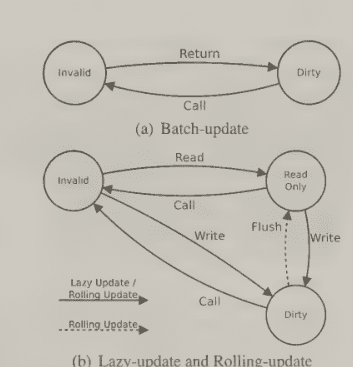 Return
Invalid
Dirty
Call
(a) Batch-update
Read
Invalid
Read
Only
Call
Flush
Write
Write
Lazy Update /
Rolling Update
Call
Rolling Update
Dirty
(b) Lazy-update and Rolling-update